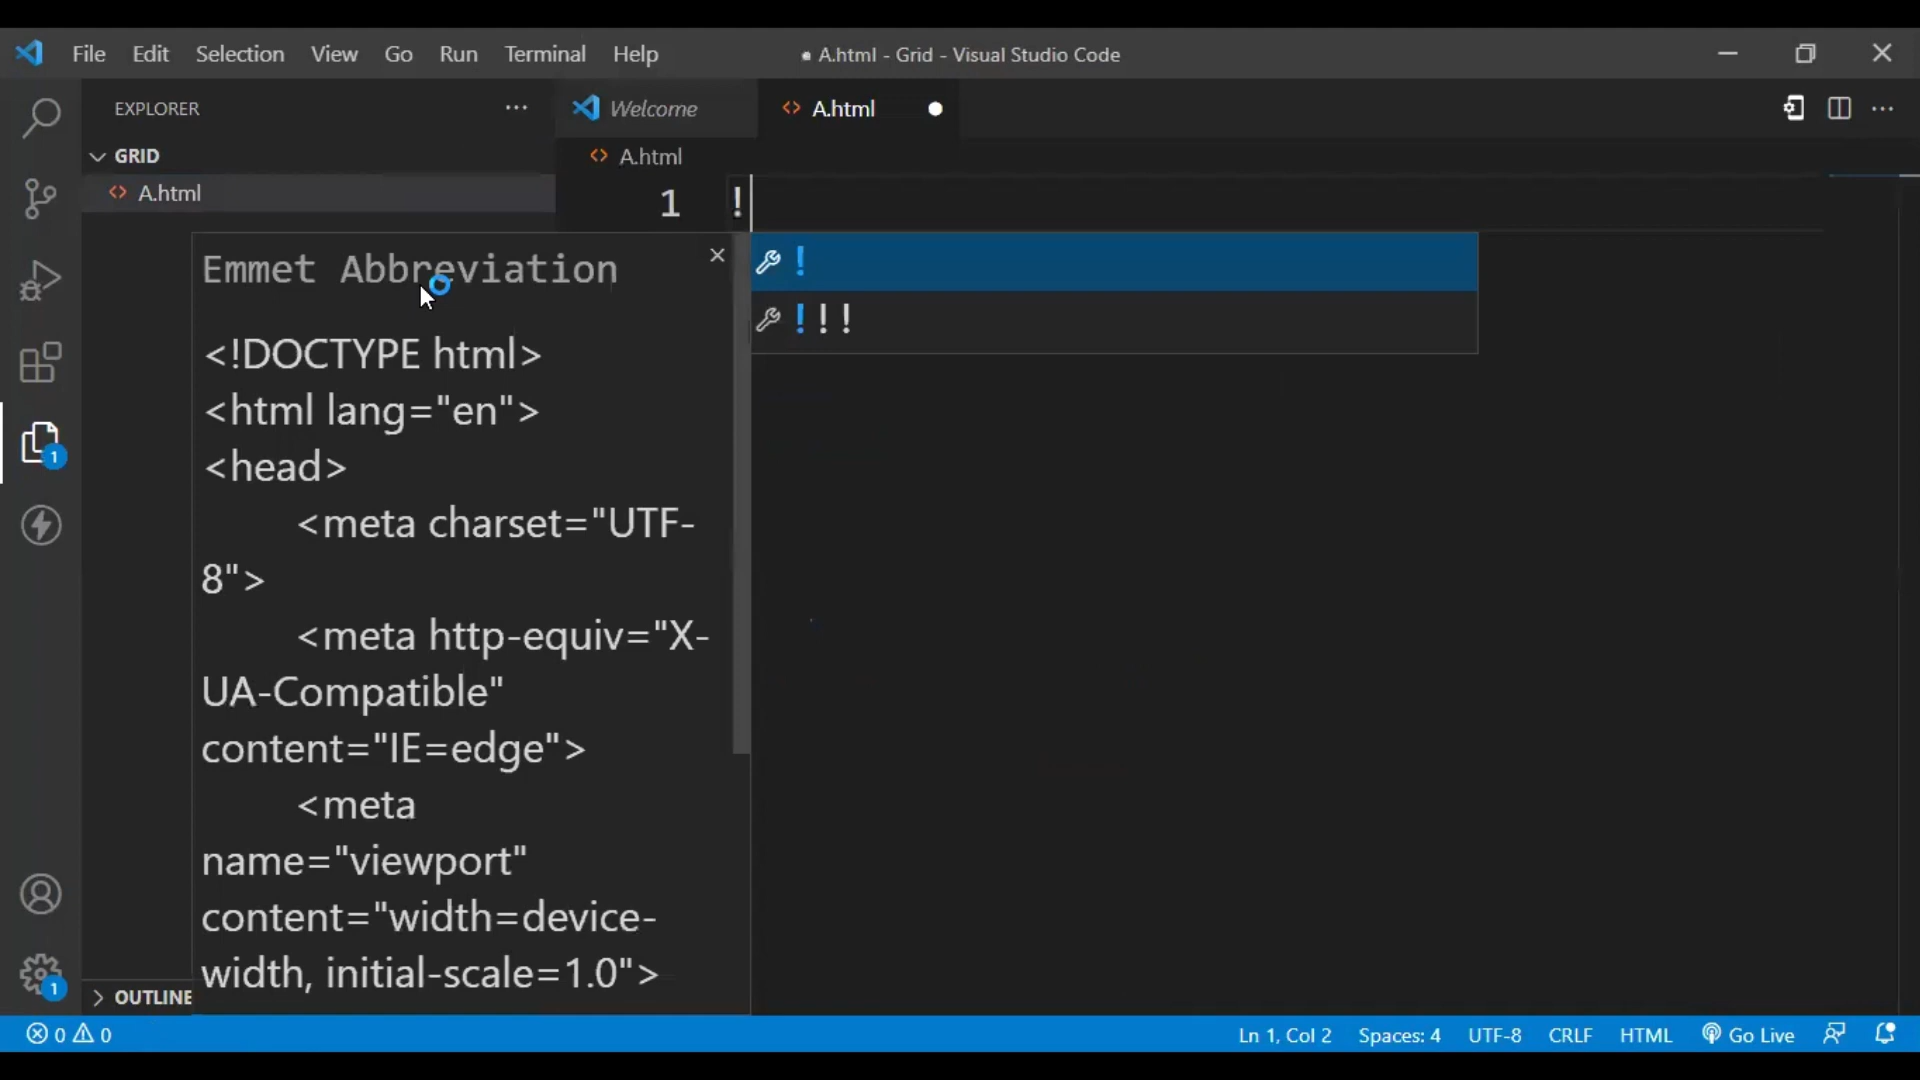 File Edit Selection View Go Run Terminal Help
● A.html - Grid - Visual Studio Code
EXPLORER ···
Welcome
A.html ●
GRID
A.html
A.html
1 !
Emmet Abbreviation
!
!!!
<!DOCTYPE html>
<html lang="en">
<head>
<meta charset="UTF-
8">
<meta http-equiv="X-
UA-Compatible"
content="IE=edge">
<meta
name="viewport"
content="width=device-
width, initial-scale=1.0">
1
1
OUTLINE
0 0
Ln 1, Col 2 Spaces: 4 UTF-8 CRLF HTML Go Live